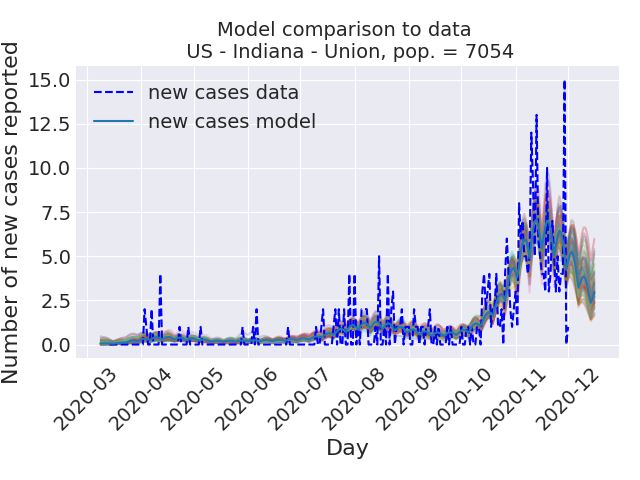 Model comparison to data
US - Indiana - Union, pop. = 7054
Number of new cases reported
15.0
12.5
10.0
7.5
5.0
2.5
0.0
new cases data
new cases model
2020-03
2020-04
2020-05
2020-06
2020-07
2020-08
2020-09
2020-10
2020-11
2020-12
Day